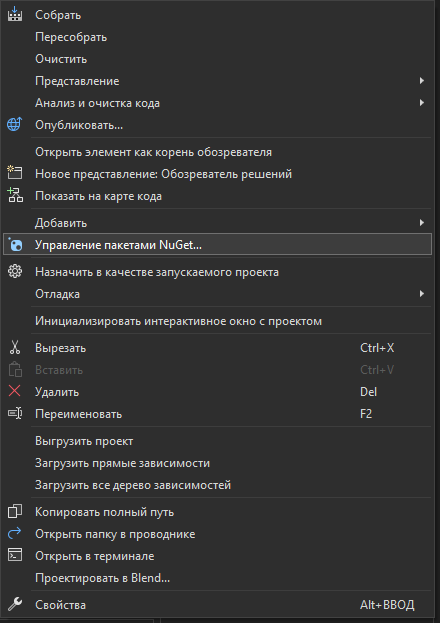 Собрать
Пересобрать
Очистить
Представление
Анализ и очистка кода
Опубликовать...
Открыть элемент как корень обозревателя
Новое представление: Обозреватель решений
Показать на карте кода
Добавить
Управление пакетами NuGet...
Назначить в качестве запускаемого проекта
Отладка
Инициализировать интерактивное окно с проектом
Вырезать Ctrl+X
Вставить Ctrl+V
Удалить Del
Переименовать F2
Выгрузить проект
Загрузить прямые зависимости
Загрузить все дерево зависимостей
Копировать полный путь
Открыть папку в проводнике
Открыть в терминале
Проектировать в Blend...
Свойства Alt+ВВОД